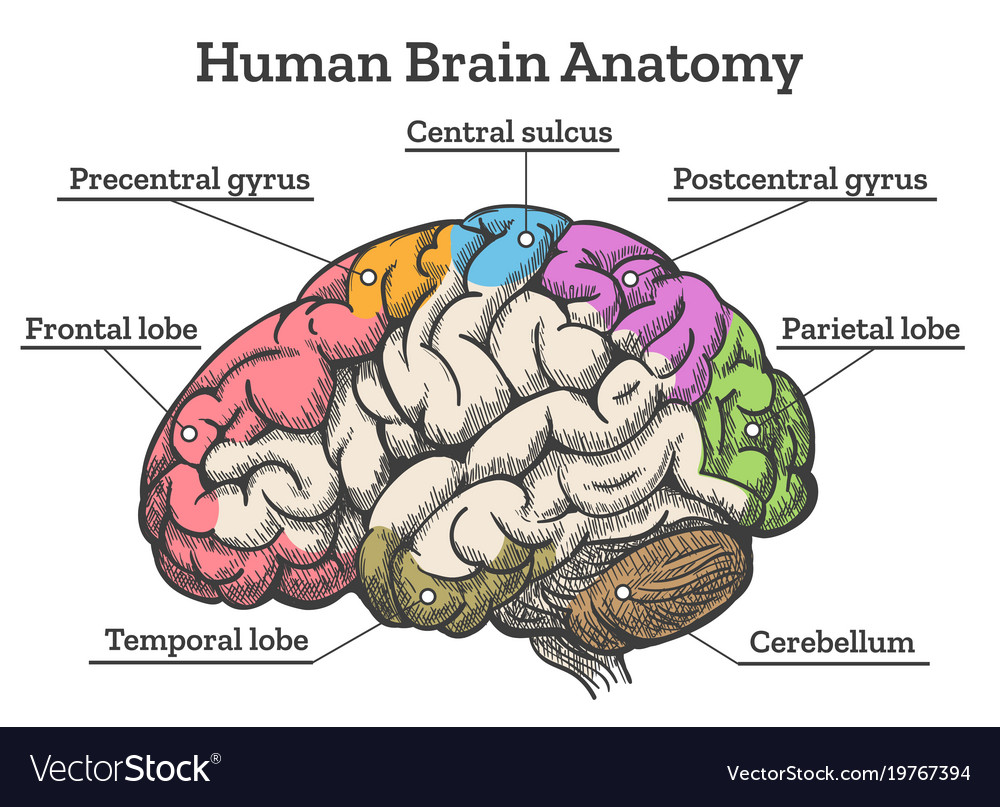 Human Brain Anatomy
Central sulcus
Precentral gyrus
Postcentral gyrus
Frontal lobe
Parietal lobe
Temporal lobe
Cerebellum
VectorStock®
VectorStock.com/19767394